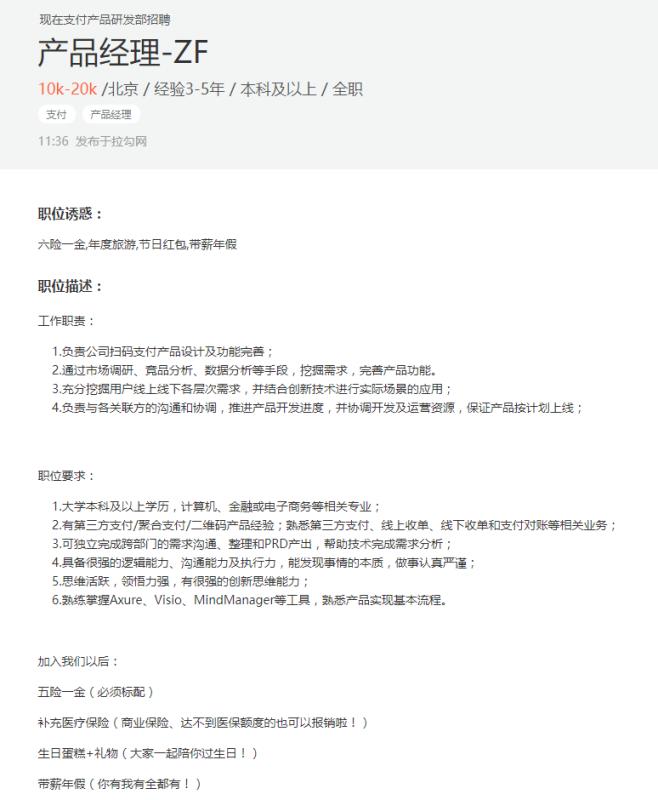 现在支付产品研发部招聘
产品经理-ZF
10k-20k /北京 / 经验3-5年 / 本科及以上 / 全职
支付 产品经理
11:36 发布于拉勾网
职位诱惑：
六险一金,年度旅游,节日红包,带薪年假
职位描述：
工作职责：
1.负责公司扫码支付产品设计及功能完善；
2.通过市场调研、竞品分析、数据分析等手段，挖掘需求，完善产品功能。
3.充分挖掘用户线上线下各层次需求，并结合创新技术进行实际场景的应用；
4.负责与各关联方的沟通和协调，推进产品开发进度，并协调开发及运营资源，保证产品按计划上线；
职位要求：
1.大学本科及以上学历，计算机、金融或电子商务等相关专业；
2.有第三方支付/聚合支付/二维码产品经验；熟悉第三方支付、线上收单、线下收单和支付对账等相关业务；
3.可独立完成跨部门的需求沟通、整理和PRD产出，帮助技术完成需求分析；
4.具备很强的逻辑能力、沟通能力及执行力，能发现事情的本质，做事认真严谨；
5.思维活跃，领悟力强，有很强的创新思维能力；
6.熟练掌握Axure、Visio、MindManager等工具，熟悉产品实现基本流程。
加入我们以后：
五险一金（必须标配）
补充医疗保险（商业保险、达不到医保额度的也可以报销啦！）
生日蛋糕+礼物（大家一起陪你过生日！）
带薪年假（你有我有全都有！）